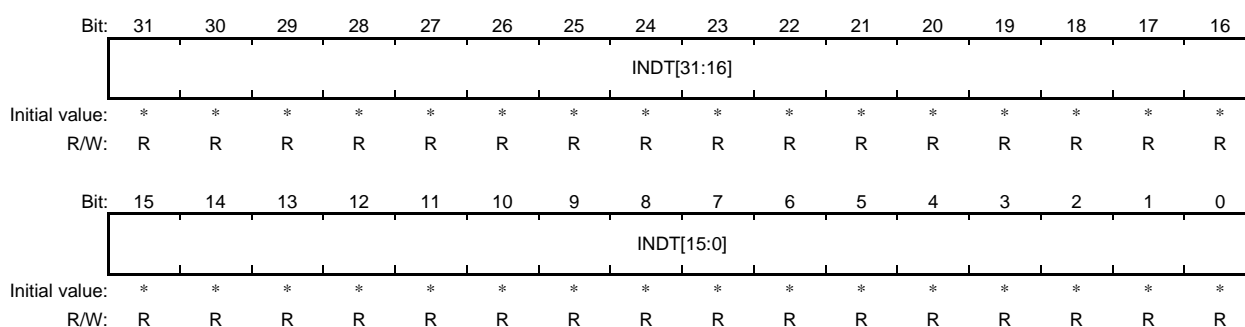 Bit: 31 30 29 28 27 26 25 24 23 22 21 20 19 18 17 16
INDT[31:16]
Initial value: * * * * * * * * * * * * * * * *
R/W: R R R R R R R R R R R R R R R R
Bit: 15 14 13 12 11 10 9 8 7 6 5 4 3 2 1 0
INDT[15:0]
Initial value: * * * * * * * * * * * * * * * *
R/W: R R R R R R R R R R R R R R R R